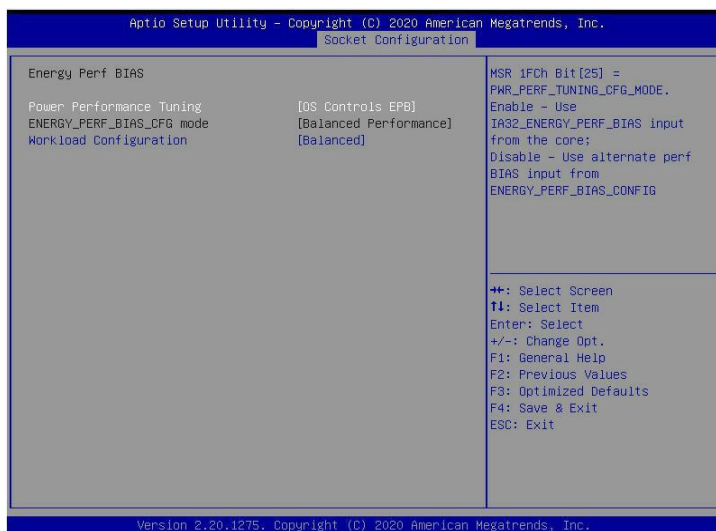 Aptio Setup Utility – Copyright (C) 2020 American Megatrends, Inc.
Socket Configuration
Energy Perf BIAS
Power Performance Tuning [OS Controls EPB]
ENERGY_PERF_BIAS_CFG mode [Balanced Performance]
Workload Configuration [Balanced]
MSR 1FCh Bit[25] =
PWR_PERF_TUNING_CFG_MODE.
Enable – Use
IA32_ENERGY_PERF_BIAS input
from the core;
Disable – Use alternate perf
BIAS input from
ENERGY_PERF_BIAS_CONFIG
→←: Select Screen
↑↓: Select Item
Enter: Select
+/-: Change Opt.
F1: General Help
F2: Previous Values
F3: Optimized Defaults
F4: Save & Exit
ESC: Exit
Version 2.20.1275. Copyright (C) 2020 American Megatrends, Inc.